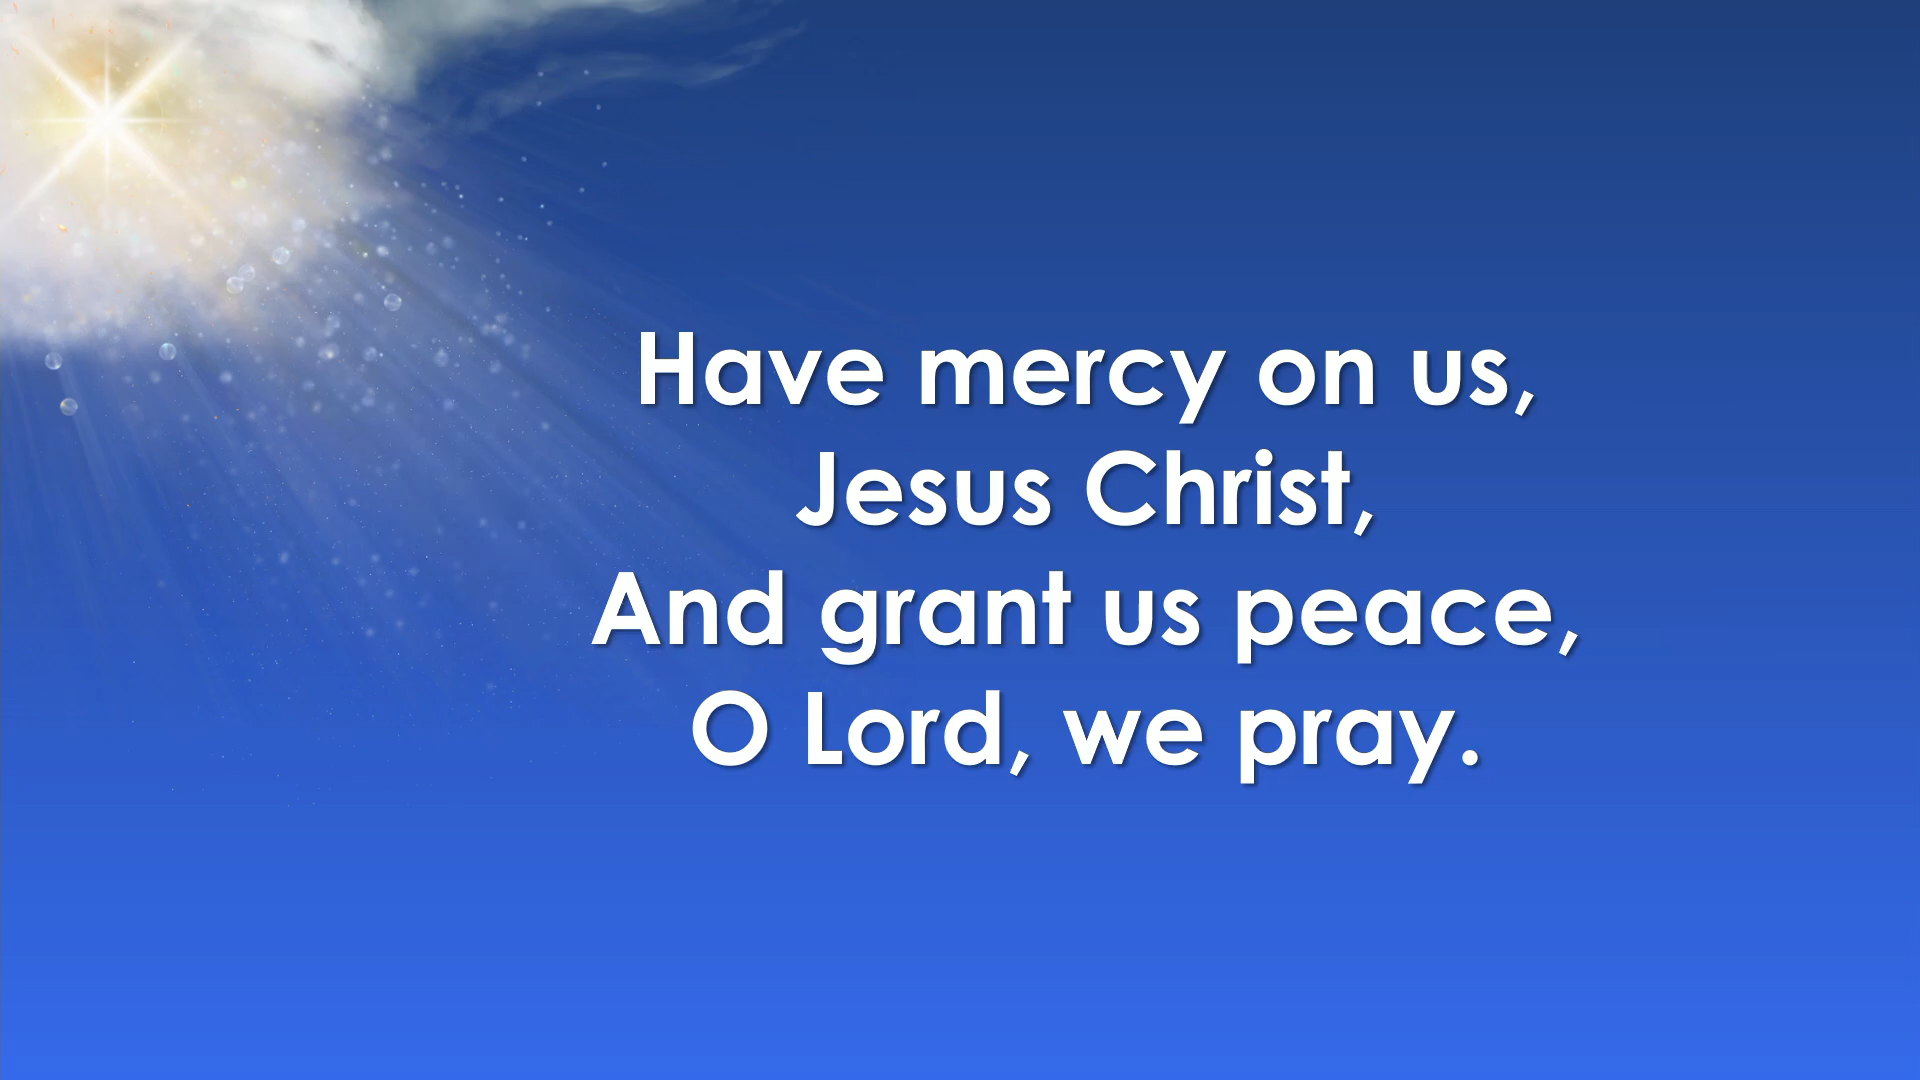 Have mercy on us,
Jesus Christ,
And grant us peace,
O Lord, we pray.